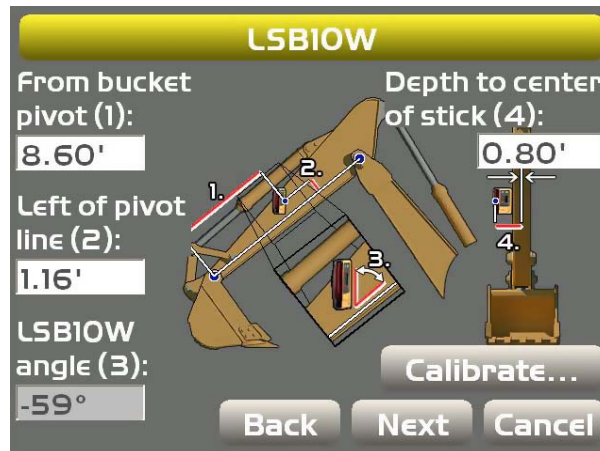 LSB10W
From bucket
pivot (1):
8.60'
Left of pivot
line (2):
1.16'
LSB10W
angle (3):
-59°
1.
2.
3.
Depth to center
of stick (4):
0.80'
4.
Calibrate...
Back
Next
Cancel